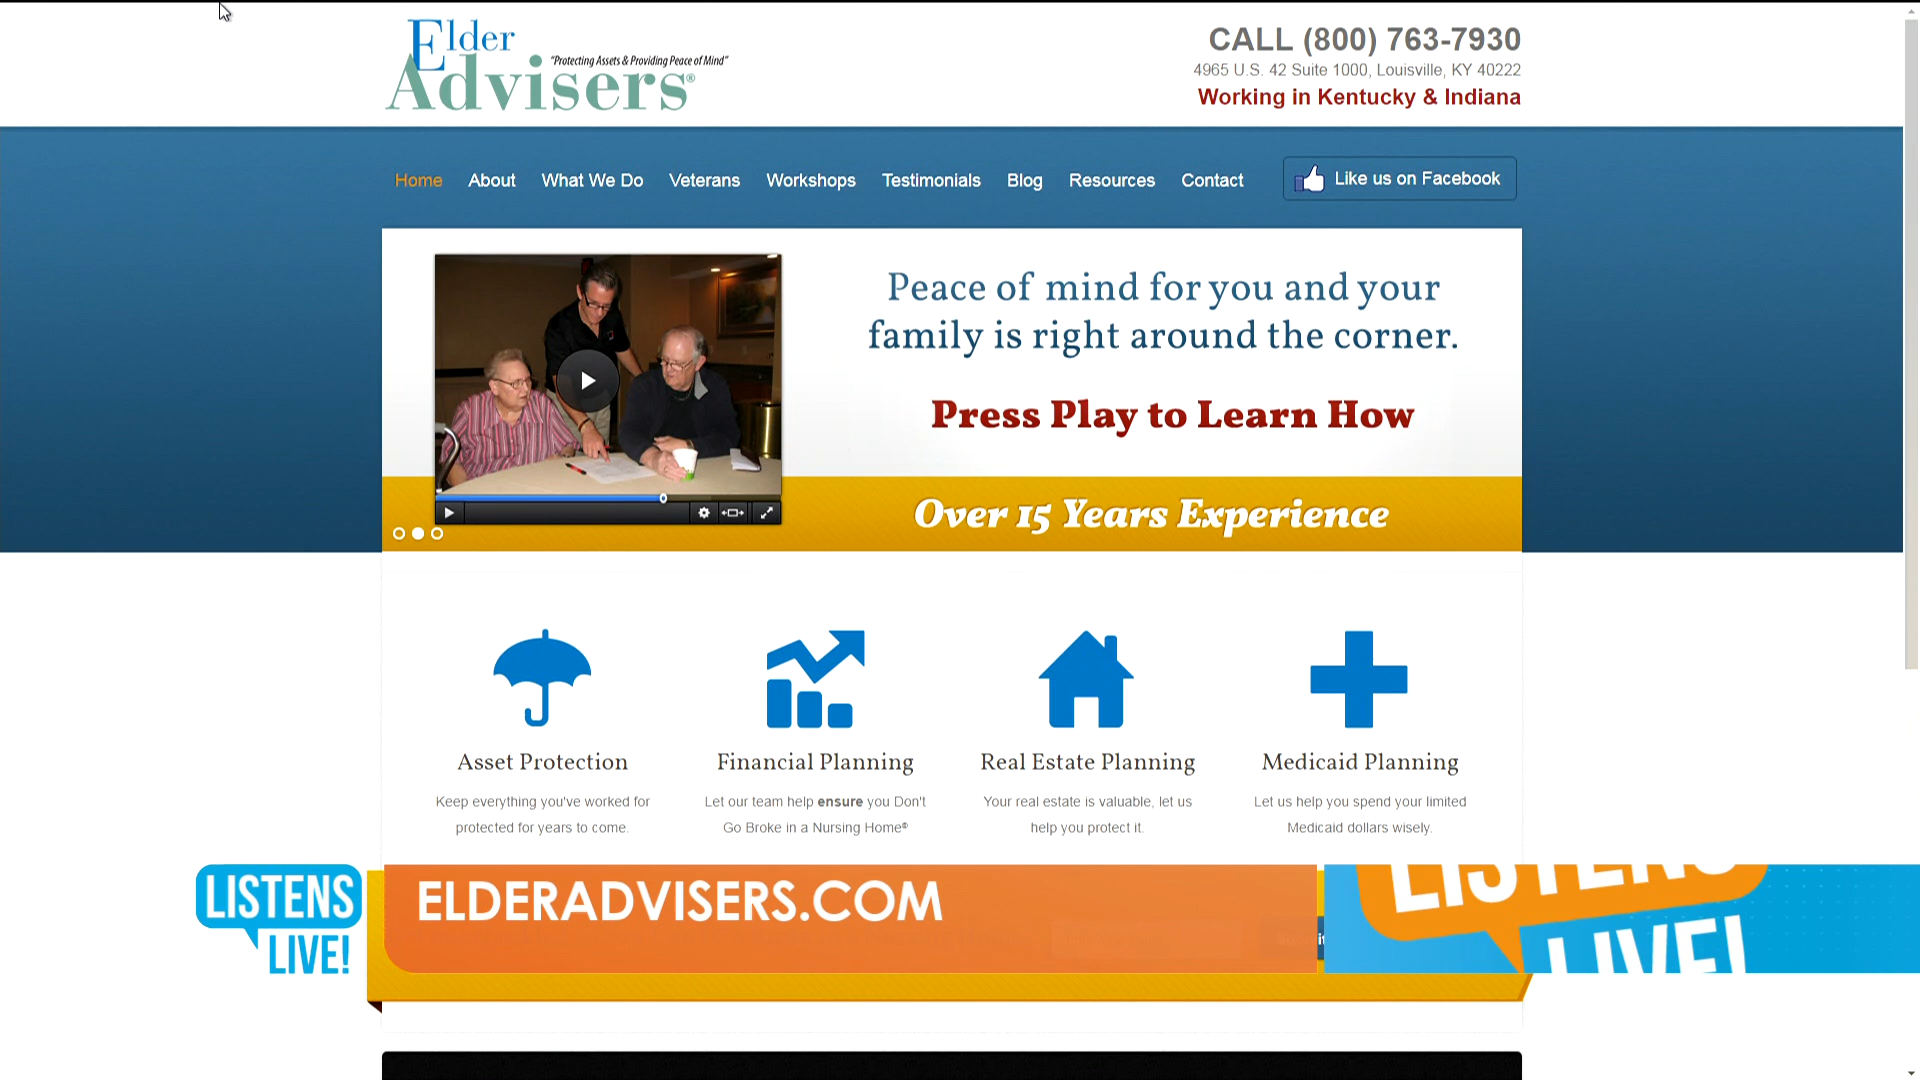 Elder
Advisers®
"Protecting Assets & Providing Peace of Mind"
CALL (800) 763-7930
4965 U.S. 42 Suite 1000, Louisville, KY 40222
Working in Kentucky & Indiana
Home About What We Do Veterans Workshops Testimonials Blog Resources Contact Like us on Facebook
Peace of mind for you and your
family is right around the corner.
Press Play to Learn How
Over 15 Years Experience
Asset Protection
Keep everything you've worked for
protected for years to come.
Financial Planning
Let our team help ensure you Don't
Go Broke in a Nursing Home®
Real Estate Planning
Your real estate is valuable, let us
help you protect it.
Medicaid Planning
Let us help you spend your limited
Medicaid dollars wisely.
LISTENS
LIVE!
ELDERADVISERS.COM
LISTENS
LIVE!